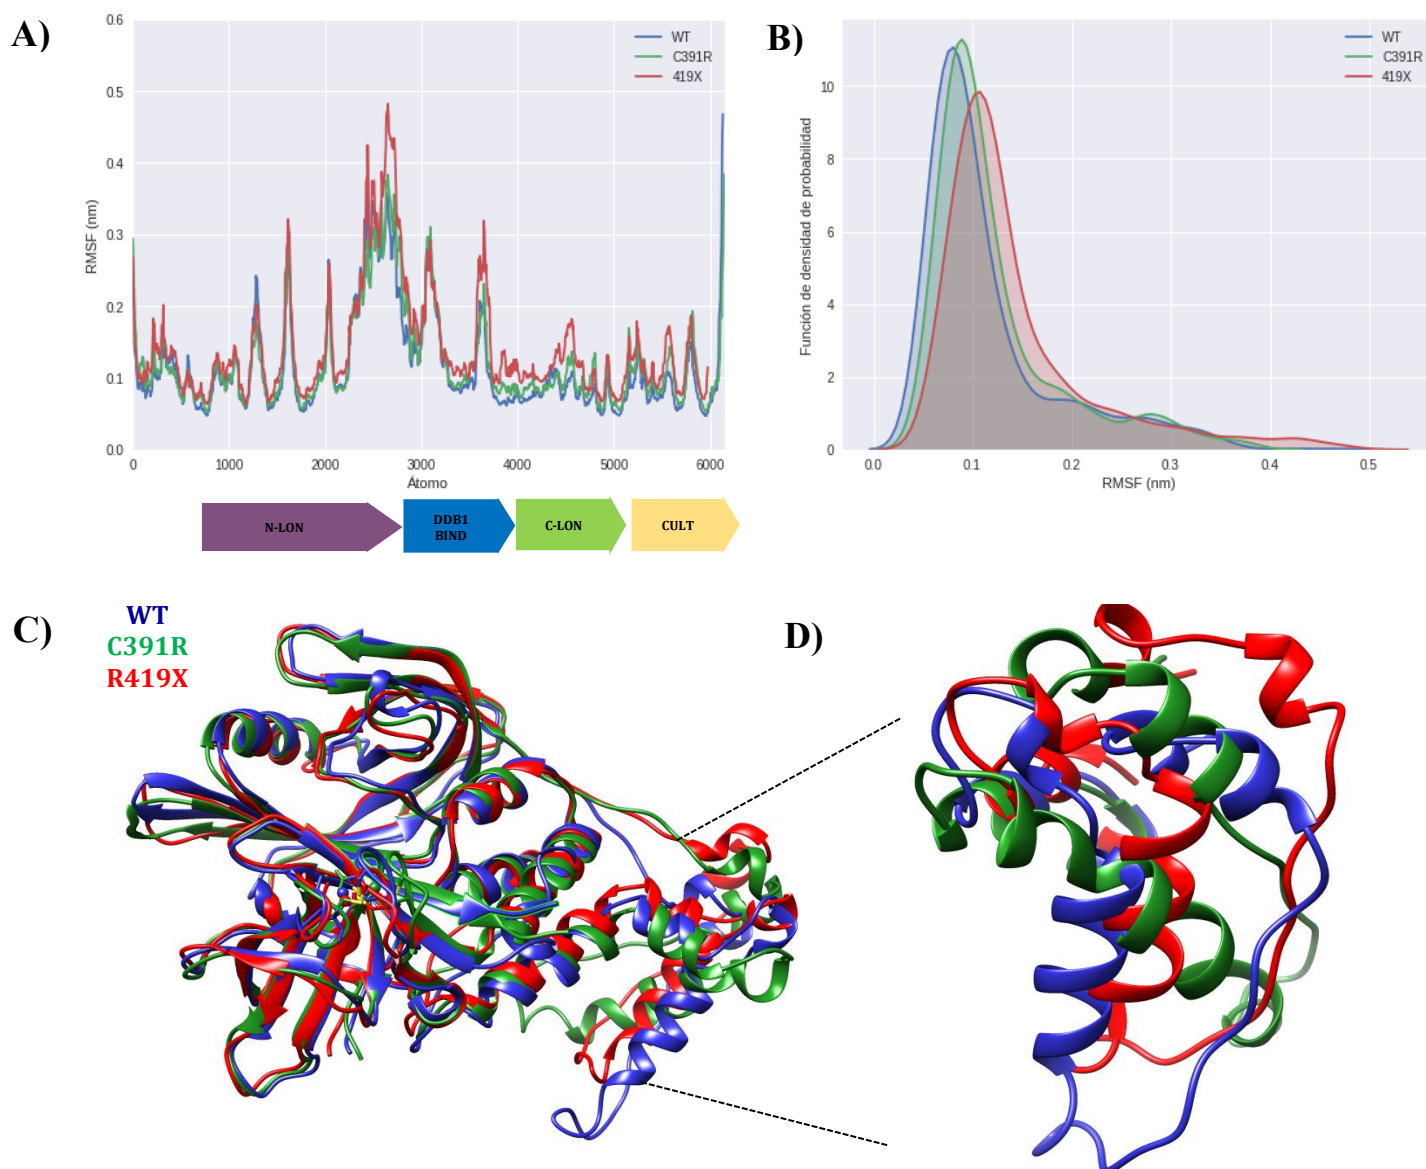 A)
0.6
0.5
0.4
0.3
0.2
0.1
0.0
RMSF (nm)
WT
C391R
419X
0 1000 2000 3000 4000 5000 6000
Átomo
N-LON
DDB1
BIND
C-LON
CULT
B)
10
8
6
4
2
0
Función de densidad de probabilidad
WT
C391R
419X
0.0 0.1 0.2 0.3 0.4 0.5
RMSF (nm)
C)
WT
C391R
R419X
D)